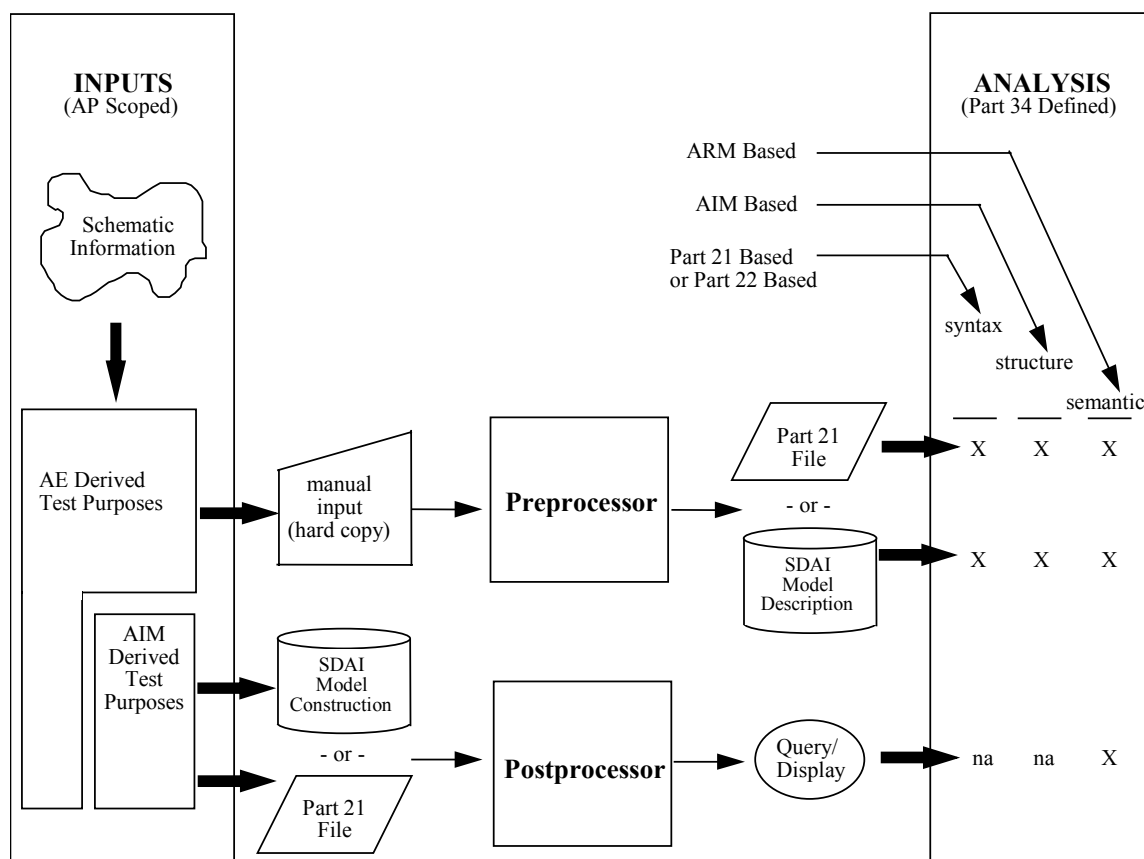 INPUTS
(AP Scoped)
Schematic
Information
AE Derived
Test Purposes
AIM
Derived
Test
Purposes
manual
input
(hard copy)
Preprocessor
Part 21
File
- or -
SDAI
Model
Description
SDAI
Model
Construction
- or -
Part 21
File
Postprocessor
Query/
Display
ANALYSIS
(Part 34 Defined)
ARM Based
AIM Based
Part 21 Based
or Part 22 Based
syntax
structure
semantic
X X X
X X X
na na X